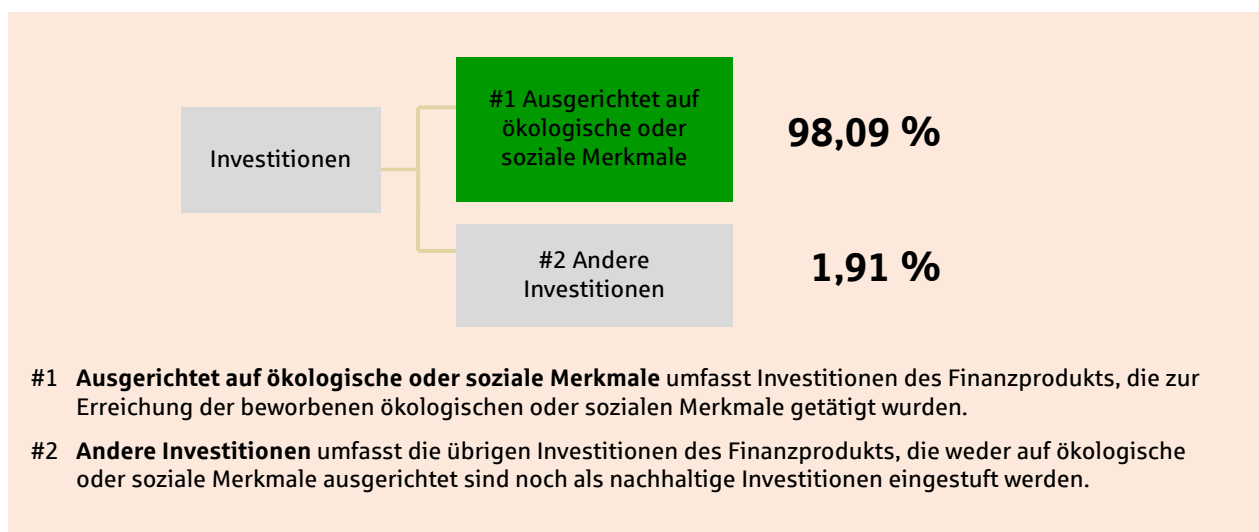 #1 Ausgerichtet auf
ökologische oder
soziale Merkmale
98,09 %
Investitionen
#2 Andere
Investitionen
1,91 %
#1 Ausgerichtet auf ökologische oder soziale Merkmale umfasst Investitionen des Finanzprodukts, die zur
Erreichung der beworbenen ökologischen oder sozialen Merkmale getätigt wurden.
#2 Andere Investitionen umfasst die übrigen Investitionen des Finanzprodukts, die weder auf ökologische
oder soziale Merkmale ausgerichtet sind noch als nachhaltige Investitionen eingestuft werden.